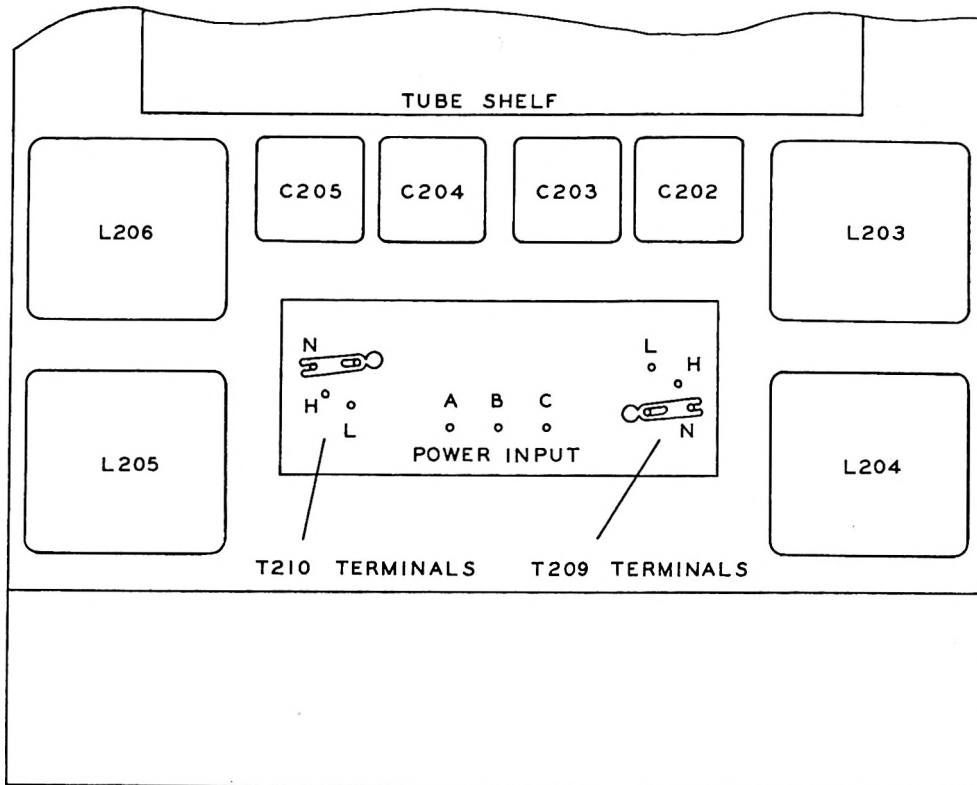 TUBE SHELF
L206
C205 C204 C203 C202
L203
N
H
L
A B C
POWER INPUT
L
H
N
L205
L204
T210 TERMINALS T209 TERMINALS